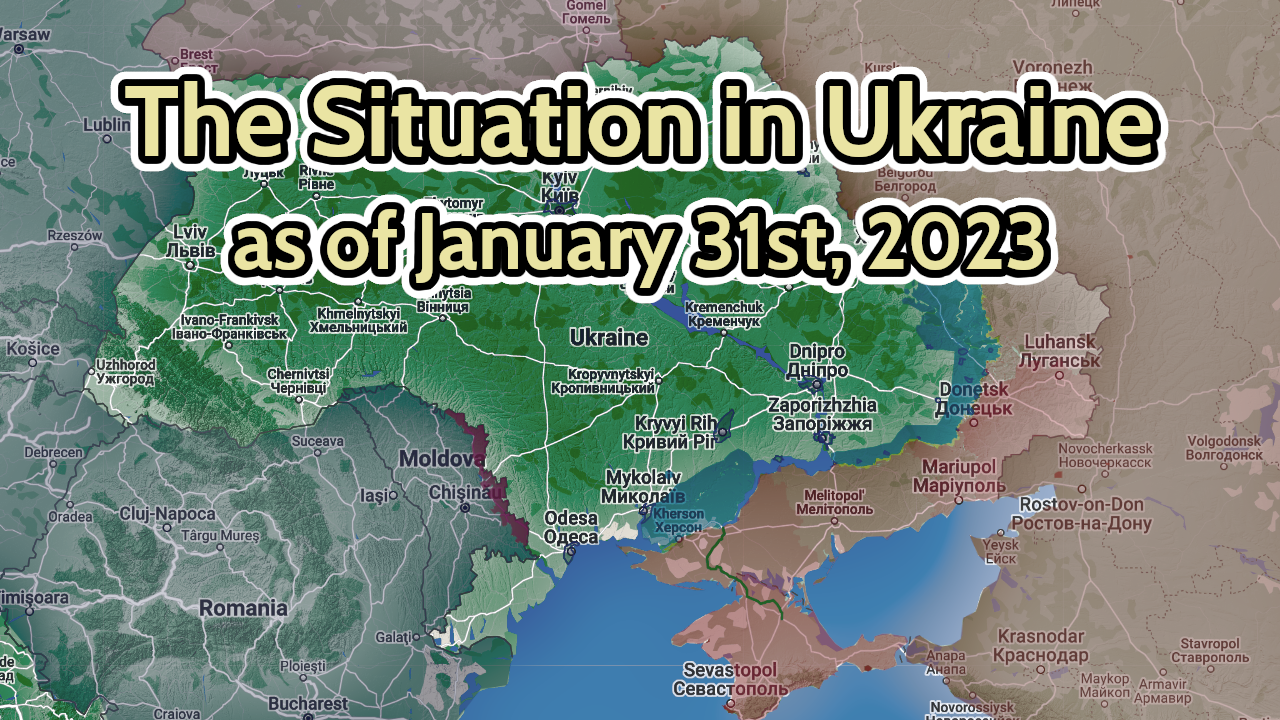 The Situation in Ukraine
as of January 31st, 2023
Gomel
Гомель
Липецк
Warsaw
Brest
Брест
Kursk
Voronezh
Lublin
Belgorod
Белгород
Луцьк
Рівне
Kyiv
Київ
Zhytomyr
Lviv
Львів
Rzeszów
Вінниця
Khmelnytskyi
Хмельницький
Ivano-Frankivsk
Івано-Франківськ
Kremenchuk
Кременчук
Ukraine
Košice
Uzhhorod
Ужгород
Chernivtsi
Чернівці
Kropyvnytskyi
Кропивницький
Dnipro
Дніпро
Luhansk
Луганськ
Donetsk
Донецьк
Zaporizhzhia
Запоріжжя
Kryvyi Rih
Кривий Ріг
Suceava
Debrecen
Moldova
Novocherkassk
Новочеркасск
Volgodonsk
Волгодонск
Mariupol
Маріуполь
Iași
Chișinău
Mykolaiv
Миколаїв
Melitopol'
Мелітополь
Oradea
Cluj-Napoca
Târgu Mureș
Odesa
Одеса
Kherson
Херсон
Rostov-on-Don
Ростов-на-Дону
Yeysk
Ейск
Timișoara
Romania
Galați
Krasnodar
Краснодар
Stavropol
Ставрополь
Ploiești
Sevastopol
Севастополь
Anapa
Анапа
Maykop
Майкоп
Armavir
Армавир
Bucharest
Craiova
Novorossiysk